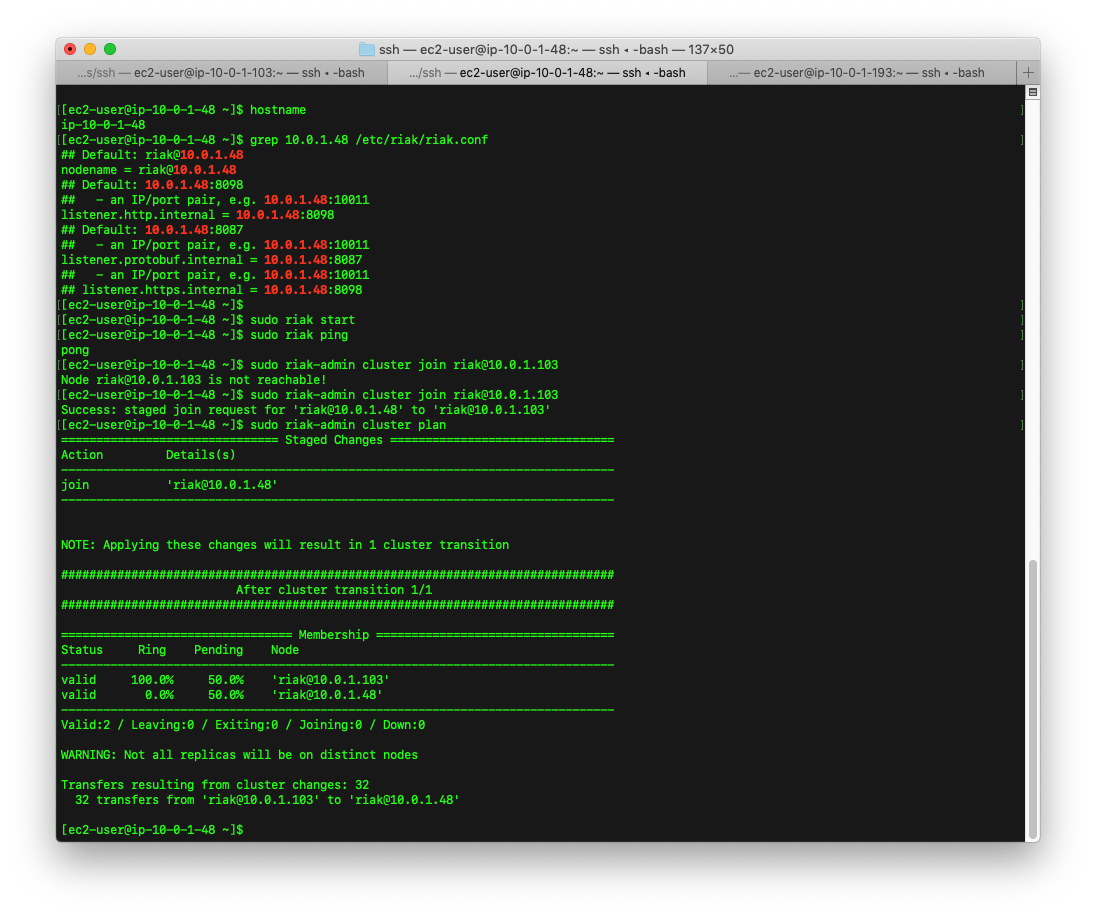 ssh — ec2-user@ip-10-0-1-48:~ — ssh ◂ -bash — 137×50
...s/ssh — ec2-user@ip-10-0-1-103:~ — ssh ◂ -bash
.../ssh — ec2-user@ip-10-0-1-48:~ — ssh ◂ -bash
...— ec2-user@ip-10-0-1-193:~ — ssh ◂ -bash
[[ec2-user@ip-10-0-1-48 ~]$ hostname ]
ip-10-0-1-48
[[ec2-user@ip-10-0-1-48 ~]$ grep 10.0.1.48 /etc/riak/riak.conf ]
## Default: riak@10.0.1.48
nodename = riak@10.0.1.48
## Default: 10.0.1.48:8098
##   - an IP/port pair, e.g. 10.0.1.48:10011
listener.http.internal = 10.0.1.48:8098
## Default: 10.0.1.48:8087
##   - an IP/port pair, e.g. 10.0.1.48:10011
listener.protobuf.internal = 10.0.1.48:8087
##   - an IP/port pair, e.g. 10.0.1.48:10011
## listener.https.internal = 10.0.1.48:8098
[[ec2-user@ip-10-0-1-48 ~]$ ]
[[ec2-user@ip-10-0-1-48 ~]$ sudo riak start ]
[[ec2-user@ip-10-0-1-48 ~]$ sudo riak ping ]
pong
[[ec2-user@ip-10-0-1-48 ~]$ sudo riak-admin cluster join riak@10.0.1.103 ]
Node riak@10.0.1.103 is not reachable!
[[ec2-user@ip-10-0-1-48 ~]$ sudo riak-admin cluster join riak@10.0.1.103 ]
Success: staged join request for 'riak@10.0.1.48' to 'riak@10.0.1.103'
[[ec2-user@ip-10-0-1-48 ~]$ sudo riak-admin cluster plan ]
=============================== Staged Changes ================================
Action         Details(s)
-------------------------------------------------------------------------------
join           'riak@10.0.1.48'
-------------------------------------------------------------------------------
NOTE: Applying these changes will result in 1 cluster transition
###############################################################################
                         After cluster transition 1/1
###############################################################################
================================= Membership ==================================
Status     Ring    Pending    Node
-------------------------------------------------------------------------------
valid     100.0%     50.0%    'riak@10.0.1.103'
valid       0.0%     50.0%    'riak@10.0.1.48'
-------------------------------------------------------------------------------
Valid:2 / Leaving:0 / Exiting:0 / Joining:0 / Down:0
WARNING: Not all replicas will be on distinct nodes
Transfers resulting from cluster changes: 32
  32 transfers from 'riak@10.0.1.103' to 'riak@10.0.1.48'
[ec2-user@ip-10-0-1-48 ~]$